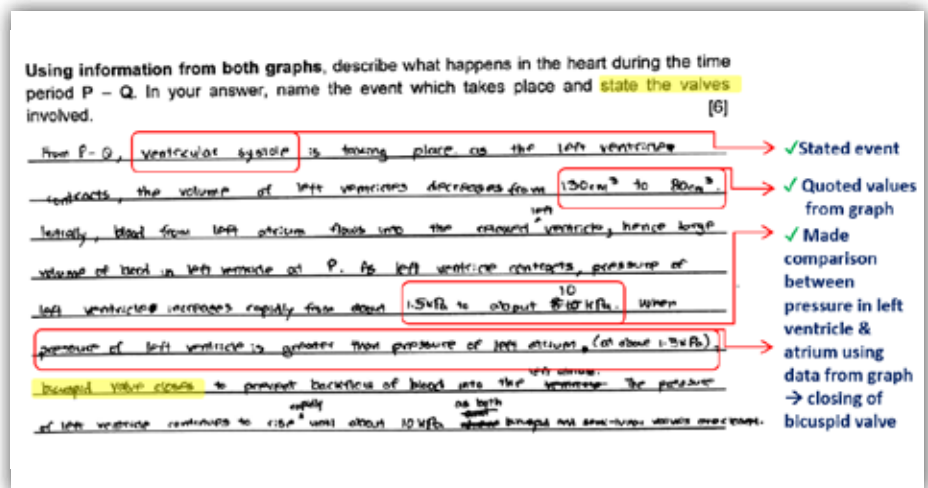 Using information from both graphs, describe what happens in the heart during the time
period P – Q. In your answer, name the event which takes place and state the valves
involved. [6]
From P-Q, ventricular systole is taking place. as the left ventricles
contracts, the volume of left ventricles decreases from 130cm³ to 80cm³.
Initially, blood from left atrium flows into the relaxed left ventricle, hence large
volume of blood in left ventricle at P. As left ventricle contracts, pressure of
left ventricles increases rapidly from about 1.5kPa to about 10 kPa. When
pressure of left ventricle is greater than pressure of left atrium, (at about 1.5kPa),
bicuspid valve closes to prevent backflow of blood into the left atrium. The pressure
of left ventricle continues to rise rapidly until about 10 kPa as both bicuspid and semi-lunar valves are closed.
✓Stated event
✓ Quoted values
from graph
✓ Made
comparison
between
pressure in left
ventricle &
atrium using
data from graph
→ closing of
bicuspid valve